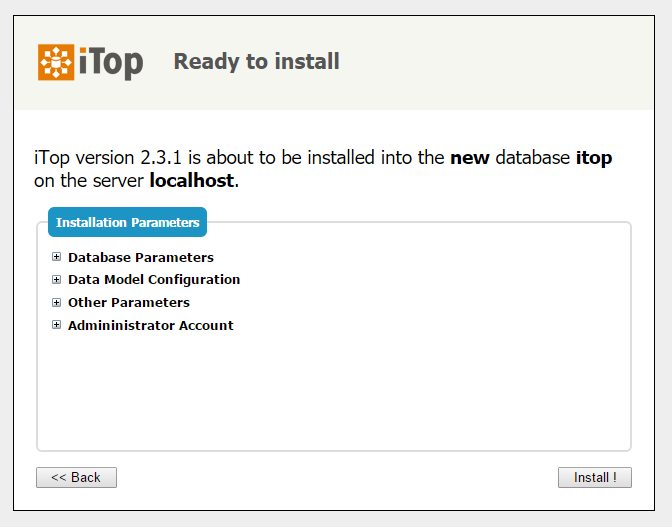 iTop
Ready to install
iTop version 2.3.1 is about to be installed into the new database itop
on the server localhost.
Installation Parameters
Database Parameters
Data Model Configuration
Other Parameters
Admininistrator Account
<< Back
Install !